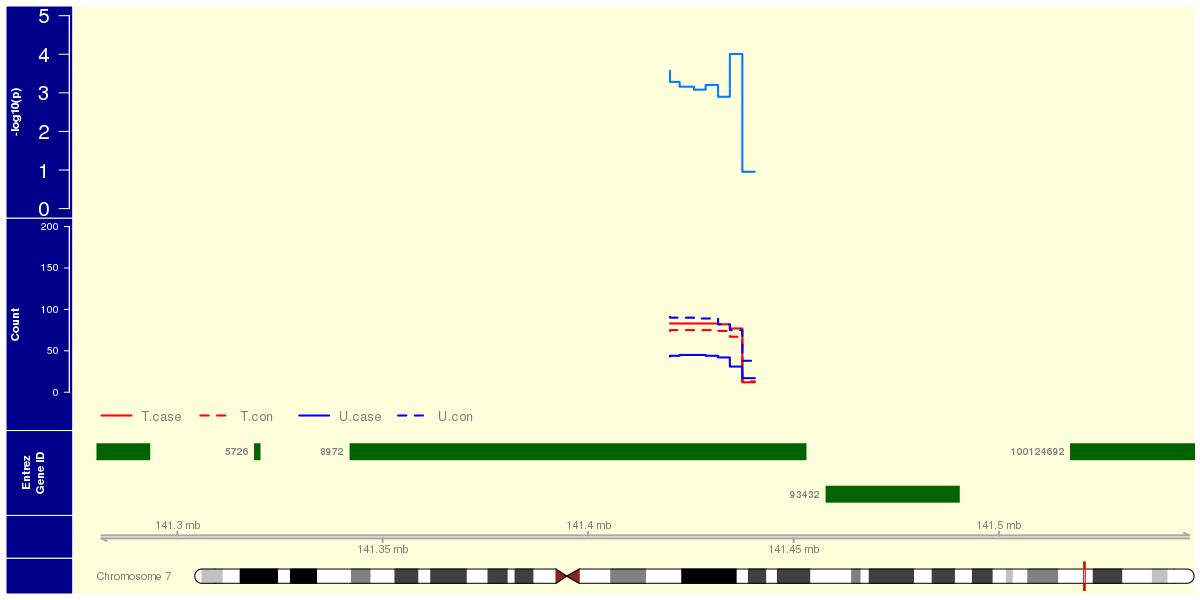 -log10(p)
5
4
3
2
1
0
Count
200
150
100
50
0
T.case T.con U.case U.con
Entrez
Gene ID
5726 8972 100124692
93432
141.3 mb 141.4 mb 141.5 mb
141.35 mb 141.45 mb
Chromosome 7